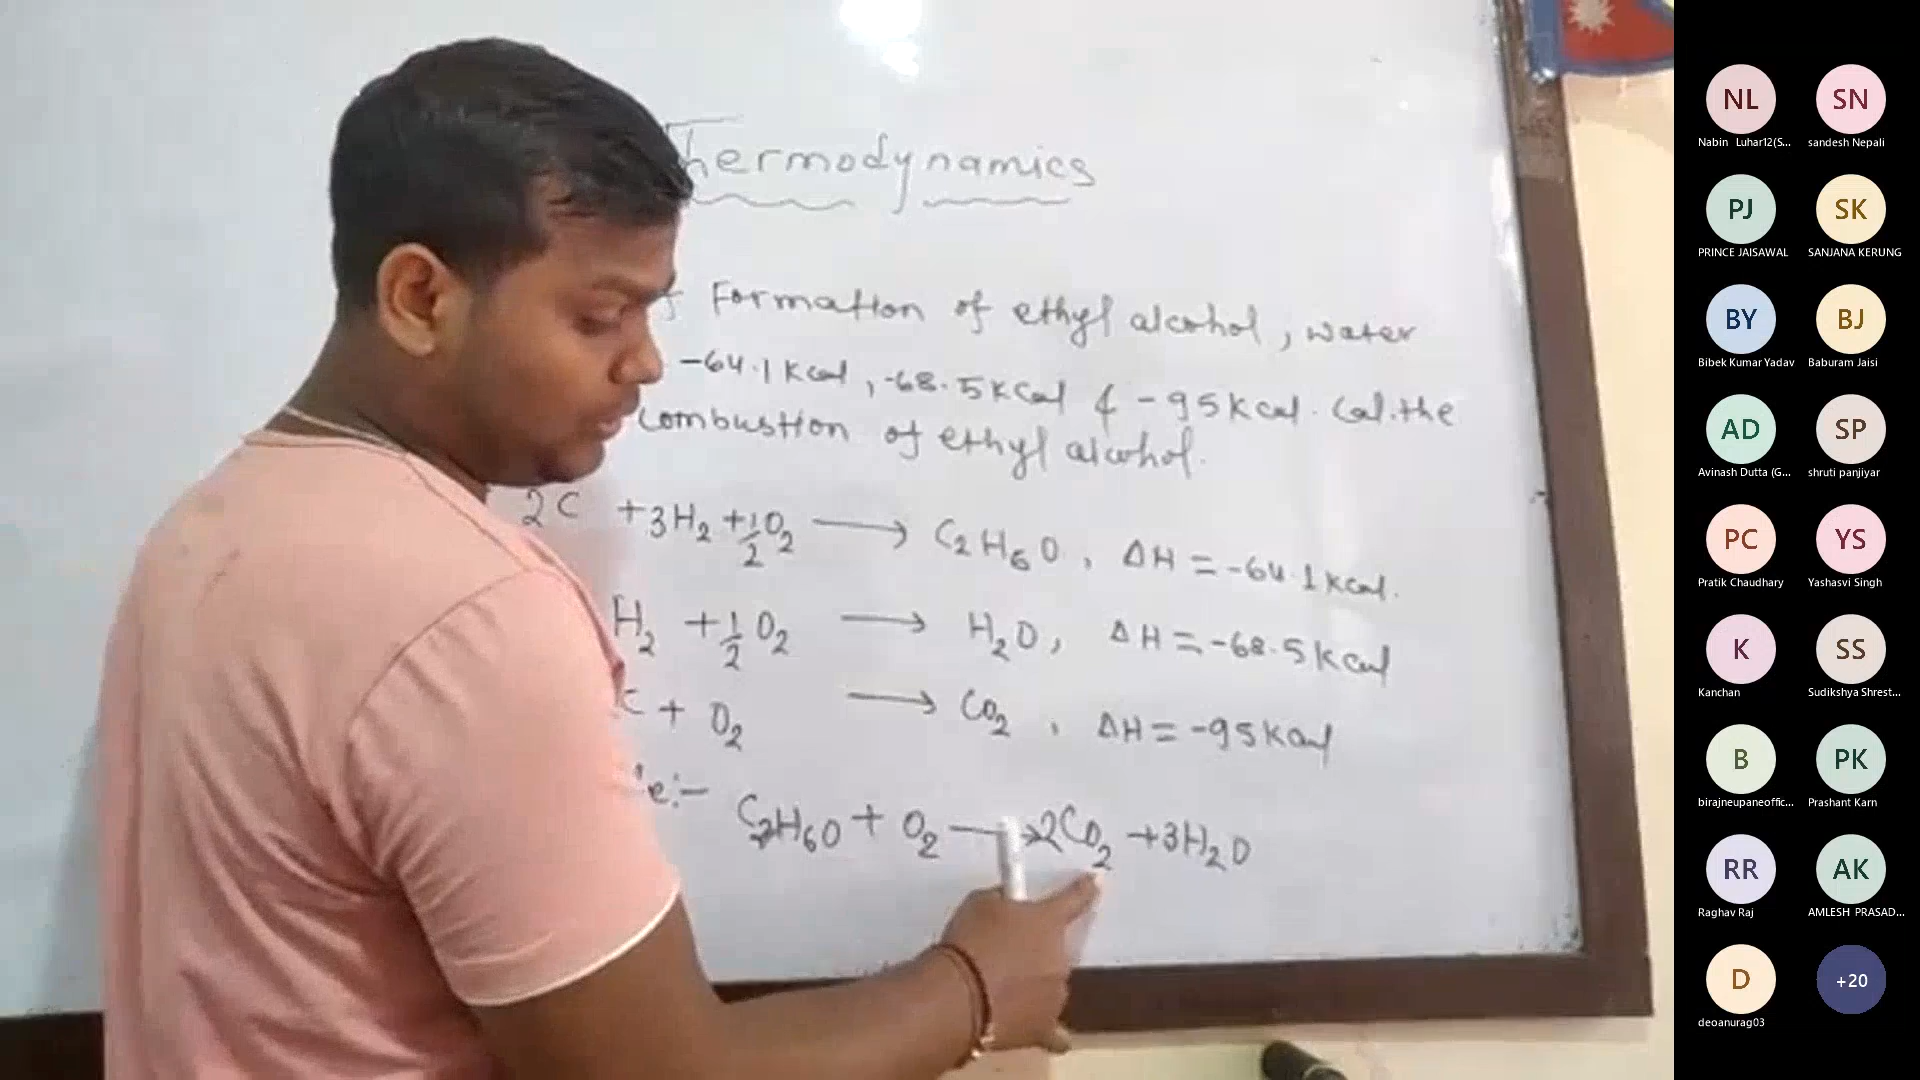 Thermodynamics
f Formation of ethyl alcohol, water
-64.1 kcal, -68.5 KCal & -95 Kcal. Cal. the
combustion of ethyl alcohol.
2C + 3H₂ + 1/2 O₂ → C₂H₆O, ΔH = -64.1 kcal.
H₂ + 1/2 O₂ → H₂O, ΔH = -68.5 kcal
C + O₂ → CO₂, ΔH = -95 Kcal
e:- C₂H₆O + O₂ → 2CO₂ + 3H₂O
NL SN
Nabin Luhar12(S... sandesh Nepali
PJ SK
PRINCE JAISAWAL SANJANA KERUNG
BY BJ
Bibek Kumar Yadav Baburam Jaisi
AD SP
Avinash Dutta (G... shruti panjiyar
PC YS
Pratik Chaudhary Yashasvi Singh
K SS
Kanchan Sudikshya Shrest...
B PK
birajneupaneoffic... Prashant Karn
RR AK
Raghav Raj AMLESH PRASAD...
D +20
deoanurag03